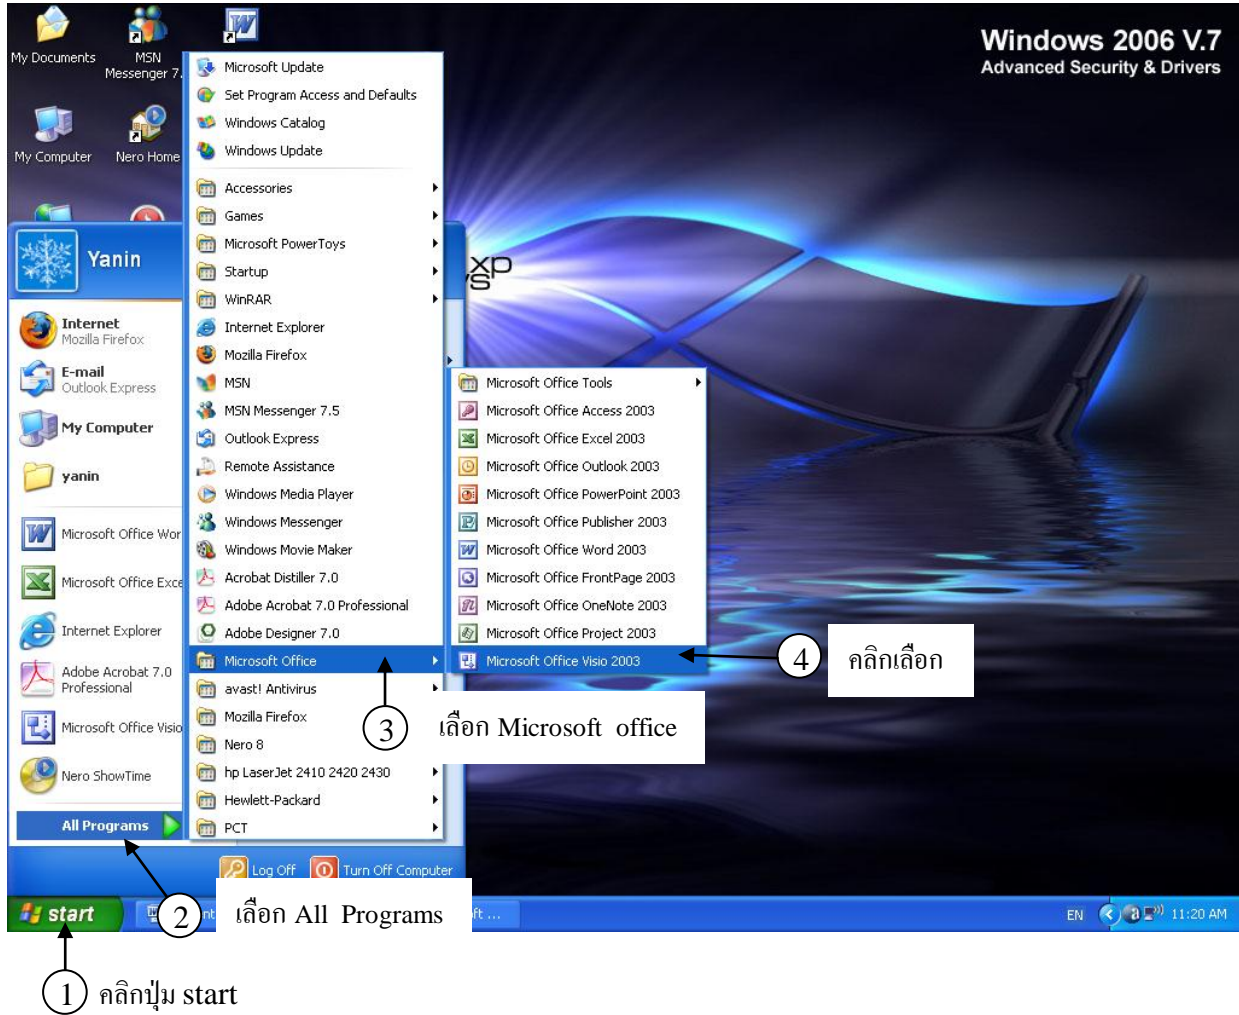 My Documents
MSN
Messenger 7.
Windows 2006 V.7
Advanced Security & Drivers
My Computer
Nero Home
Microsoft Update
Set Program Access and Defaults
Windows Catalog
Windows Update
Accessories
Games
Microsoft PowerToys
Startup
WinRAR
Internet Explorer
Mozilla Firefox
MSN
MSN Messenger 7.5
Outlook Express
Remote Assistance
Windows Media Player
Windows Messenger
Windows Movie Maker
Acrobat Distiller 7.0
Adobe Acrobat 7.0 Professional
Adobe Designer 7.0
Microsoft Office
avast! Antivirus
Mozilla Firefox
Nero 8
hp LaserJet 2410 2420 2430
Hewlett-Packard
PCT
xp
Yanin
Internet
Mozilla Firefox
E-mail
Outlook Express
My Computer
yanin
Microsoft Office Wor
Microsoft Office Exce
Internet Explorer
Adobe Acrobat 7.0
Professional
Microsoft Office Visio
Nero ShowTime
All Programs
Microsoft Office Tools
Microsoft Office Access 2003
Microsoft Office Excel 2003
Microsoft Office Outlook 2003
Microsoft Office PowerPoint 2003
Microsoft Office Publisher 2003
Microsoft Office Word 2003
Microsoft Office FrontPage 2003
Microsoft Office OneNote 2003
Microsoft Office Project 2003
Microsoft Office Visio 2003
4 คลิกเลือก
3 เลือก Microsoft office
Log Off
Turn Off Computer
2 เลือก All Programs
start
EN
11:20 AM
1 คลิกปุ่ม start